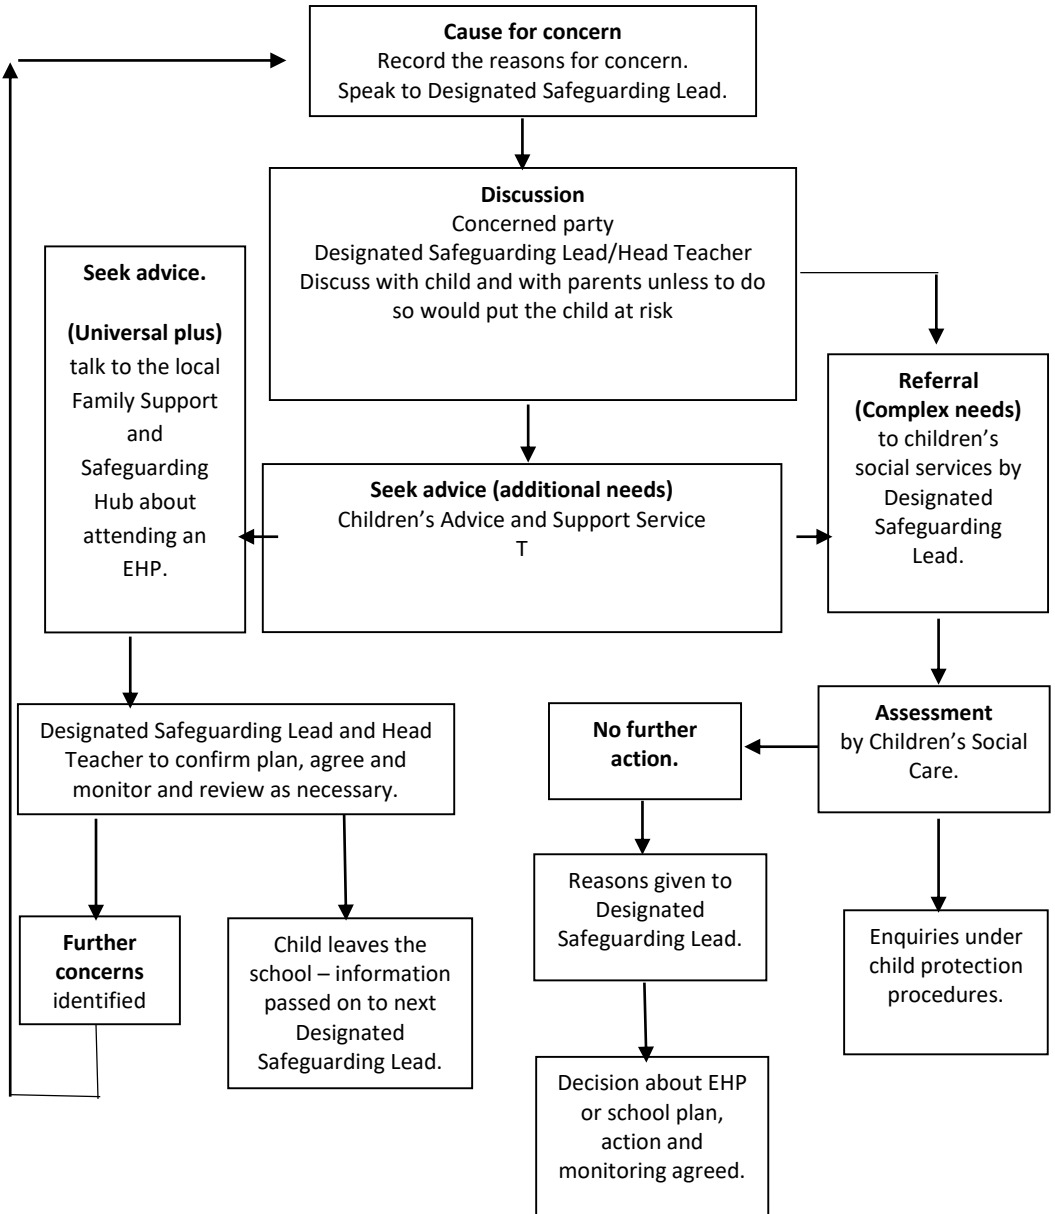 Cause for concern
Record the reasons for concern.
Speak to Designated Safeguarding Lead.
Discussion
Concerned party
Designated Safeguarding Lead/Head Teacher
Discuss with child and with parents unless to do
so would put the child at risk
Seek advice.
(Universal plus)
talk to the local
Family Support
and
Safeguarding
Hub about
attending an
EHP.
Seek advice (additional needs)
Children’s Advice and Support Service
T
Referral
(Complex needs)
to children’s
social services by
Designated
Safeguarding
Lead.
Designated Safeguarding Lead and Head
Teacher to confirm plan, agree and
monitor and review as necessary.
No further
action.
Assessment
by Children’s Social
Care.
Further
concerns
identified
Child leaves the
school – information
passed on to next
Designated
Safeguarding Lead.
Reasons given to
Designated
Safeguarding Lead.
Enquiries under
child protection
procedures.
Decision about EHP
or school plan,
action and
monitoring agreed.